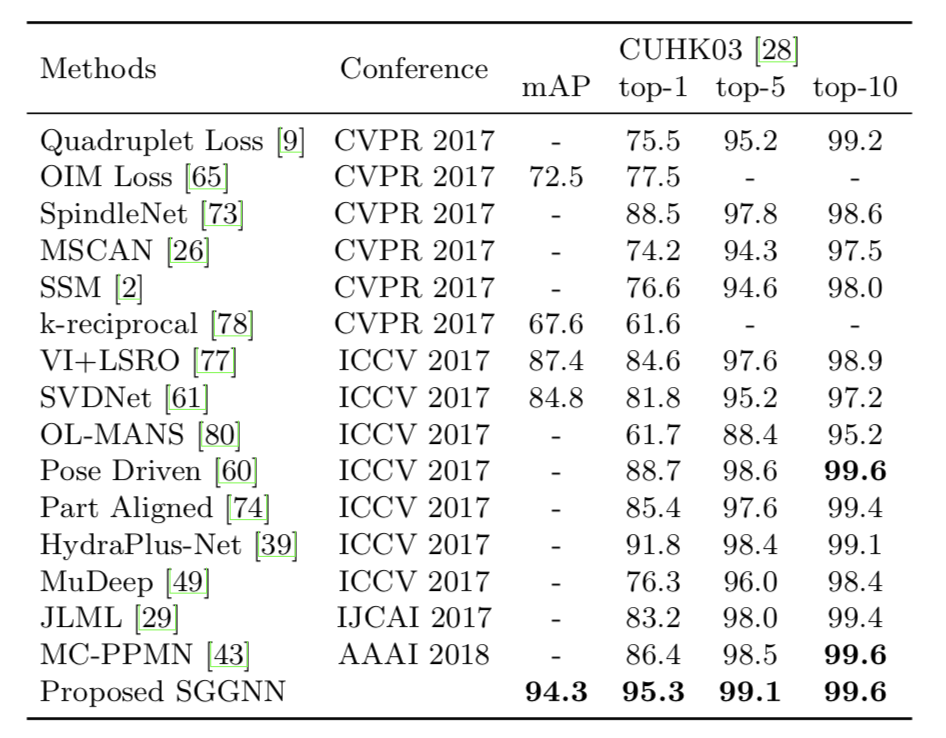 Methods Conference CUHK03 [28]
mAP top-1 top-5 top-10
Quadruplet Loss [9] CVPR 2017 - 75.5 95.2 99.2
OIM Loss [65] CVPR 2017 72.5 77.5 - -
SpindleNet [73] CVPR 2017 - 88.5 97.8 98.6
MSCAN [26] CVPR 2017 - 74.2 94.3 97.5
SSM [2] CVPR 2017 - 76.6 94.6 98.0
k-reciprocal [78] CVPR 2017 67.6 61.6 - -
VI+LSRO [77] ICCV 2017 87.4 84.6 97.6 98.9
SVDNet [61] ICCV 2017 84.8 81.8 95.2 97.2
OL-MANS [80] ICCV 2017 - 61.7 88.4 95.2
Pose Driven [60] ICCV 2017 - 88.7 98.6 99.6
Part Aligned [74] ICCV 2017 - 85.4 97.6 99.4
HydraPlus-Net [39] ICCV 2017 - 91.8 98.4 99.1
MuDeep [49] ICCV 2017 - 76.3 96.0 98.4
JLML [29] IJCAI 2017 - 83.2 98.0 99.4
MC-PPMN [43] AAAI 2018 - 86.4 98.5 99.6
Proposed SGGNN 94.3 95.3 99.1 99.6